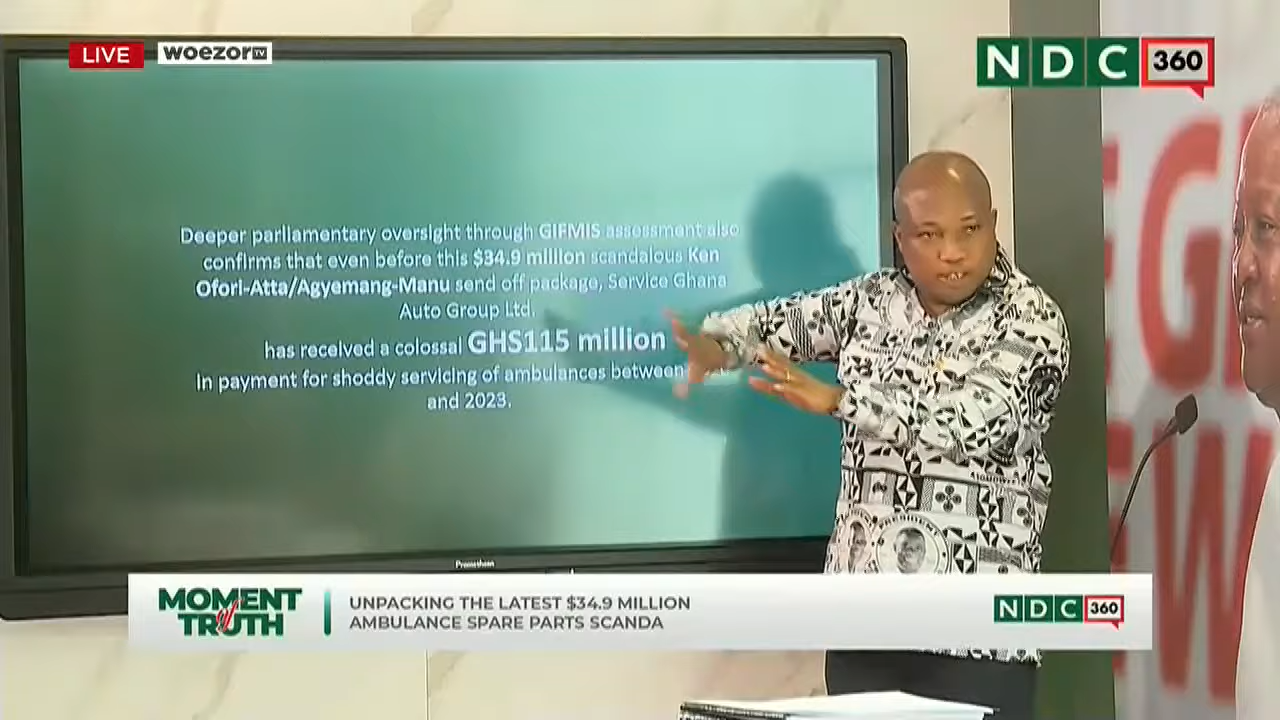 LIVE
woezor TV
NDC 360
Deeper parliamentary oversight through GIFMIS assessment also
confirms that even before this $34.9 million scandalous Ken
Ofori-Atta/Agyemang-Manu send off package, Service Ghana
Auto Group Ltd.
has received a colossal GHS115 million
In payment for shoddy servicing of ambulances between
and 2023.
Promethean
MOMENT
of
TRUTH
UNPACKING THE LATEST $34.9 MILLION
AMBULANCE SPARE PARTS SCANDA
NDC 360